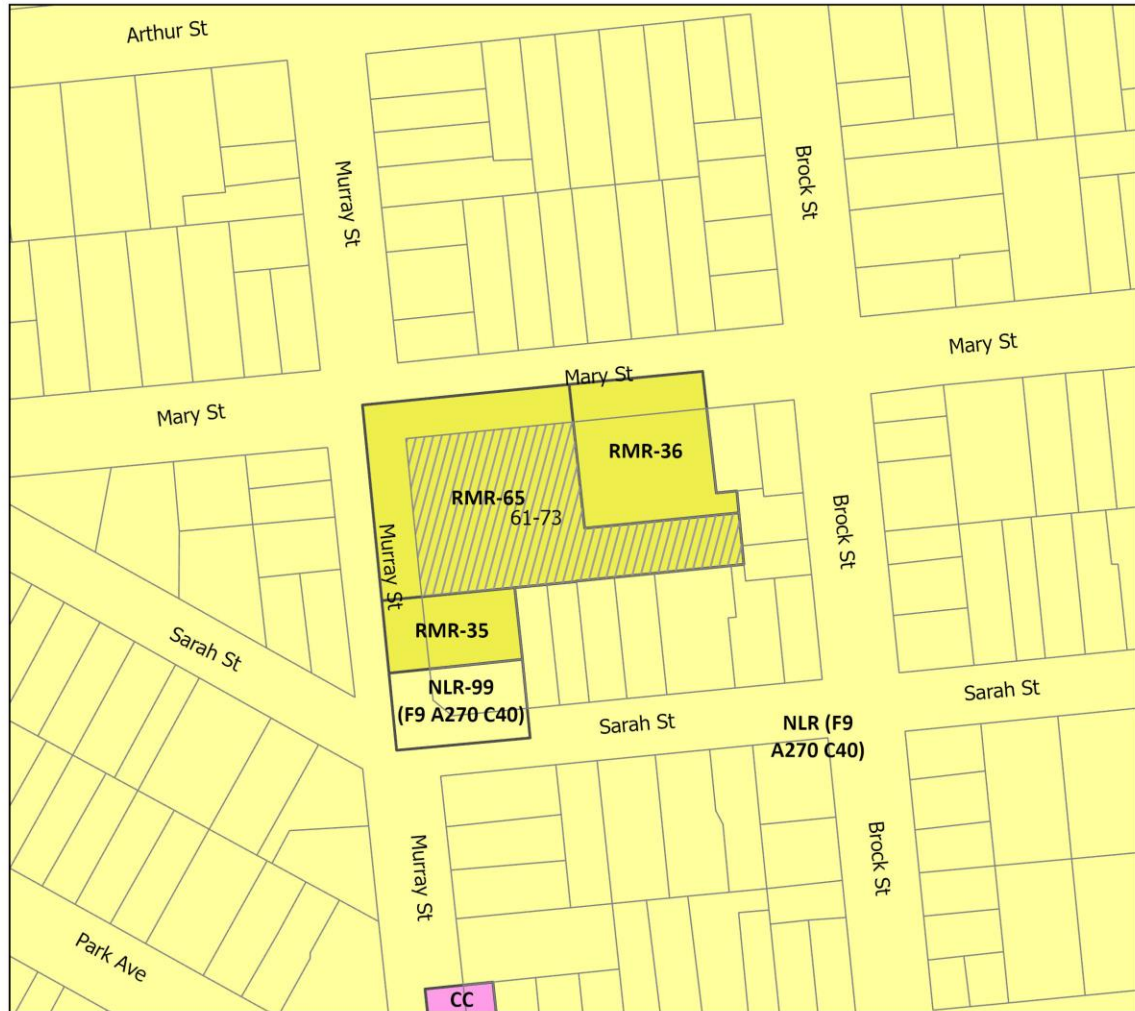 Arthur St
Murray St
Brock St
Mary St
Mary St
Mary St
RMR-36
RMR-65
61-73
Murray St
Brock St
RMR-35
Sarah St
NLR-99
(F9 A270 C40)
Sarah St
Sarah St
NLR (F9
A270 C40)
Murray St
Brock St
Park Ave
CC